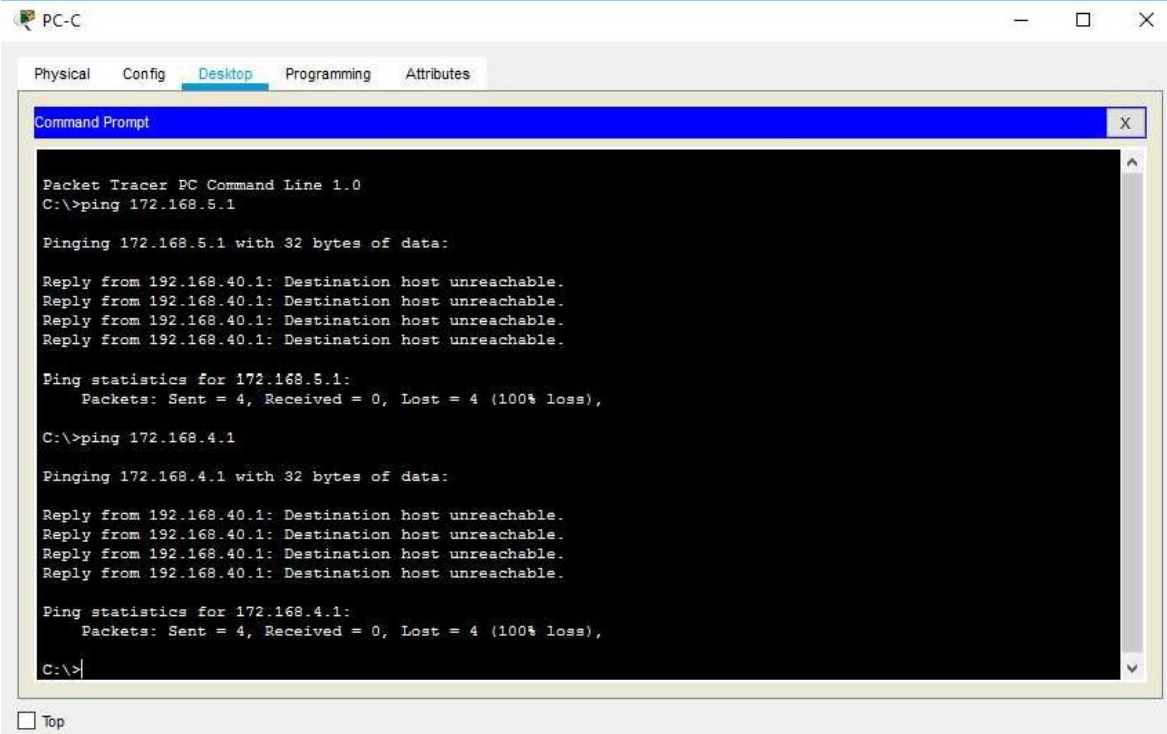 PC-C
Physical Config Desktop Programming Attributes
Command Prompt
X
Packet Tracer PC Command Line 1.0
C:\>ping 172.168.5.1
Pinging 172.168.5.1 with 32 bytes of data:
Reply from 192.168.40.1: Destination host unreachable.
Reply from 192.168.40.1: Destination host unreachable.
Reply from 192.168.40.1: Destination host unreachable.
Reply from 192.168.40.1: Destination host unreachable.
Ping statistics for 172.168.5.1:
Packets: Sent = 4, Received = 0, Lost = 4 (100% loss),
C:\>ping 172.168.4.1
Pinging 172.168.4.1 with 32 bytes of data:
Reply from 192.168.40.1: Destination host unreachable.
Reply from 192.168.40.1: Destination host unreachable.
Reply from 192.168.40.1: Destination host unreachable.
Reply from 192.168.40.1: Destination host unreachable.
Ping statistics for 172.168.4.1:
Packets: Sent = 4, Received = 0, Lost = 4 (100% loss),
C:\>
Top